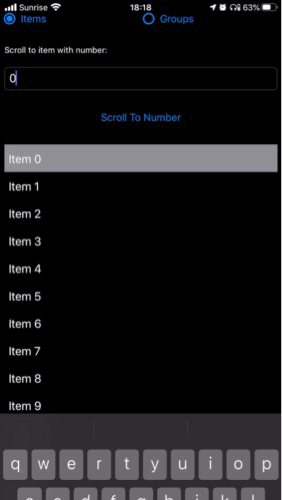 Sunrise 18:18 63%
Items Groups
Scroll to item with number:
0
Scroll To Number
Item 0
Item 1
Item 2
Item 3
Item 4
Item 5
Item 6
Item 7
Item 8
Item 9
q w e r t y u i o p